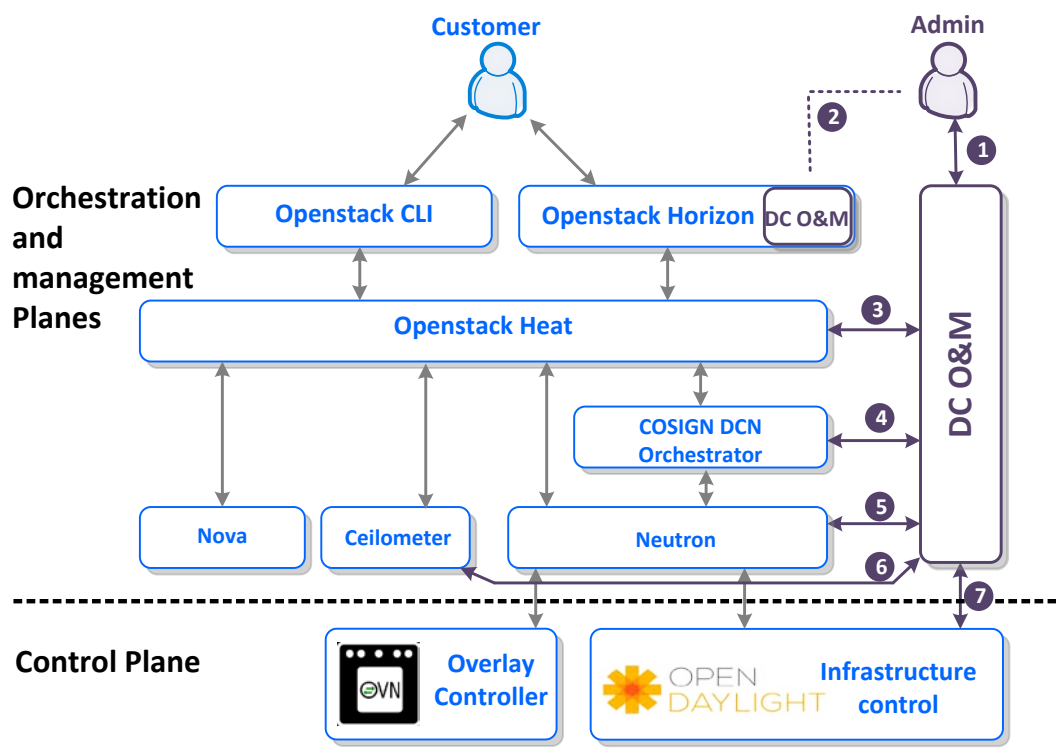 Customer
Admin
2
1
Orchestration
and
management
Planes
Openstack CLI
Openstack Horizon
DC O&M
Openstack Heat
3
DC O&M
COSIGN DCN
Orchestrator
4
Nova
Ceilometer
Neutron
5
6
7
Control Plane
OVN
Overlay
Controller
OPEN
DAYLIGHT
Infrastructure
control